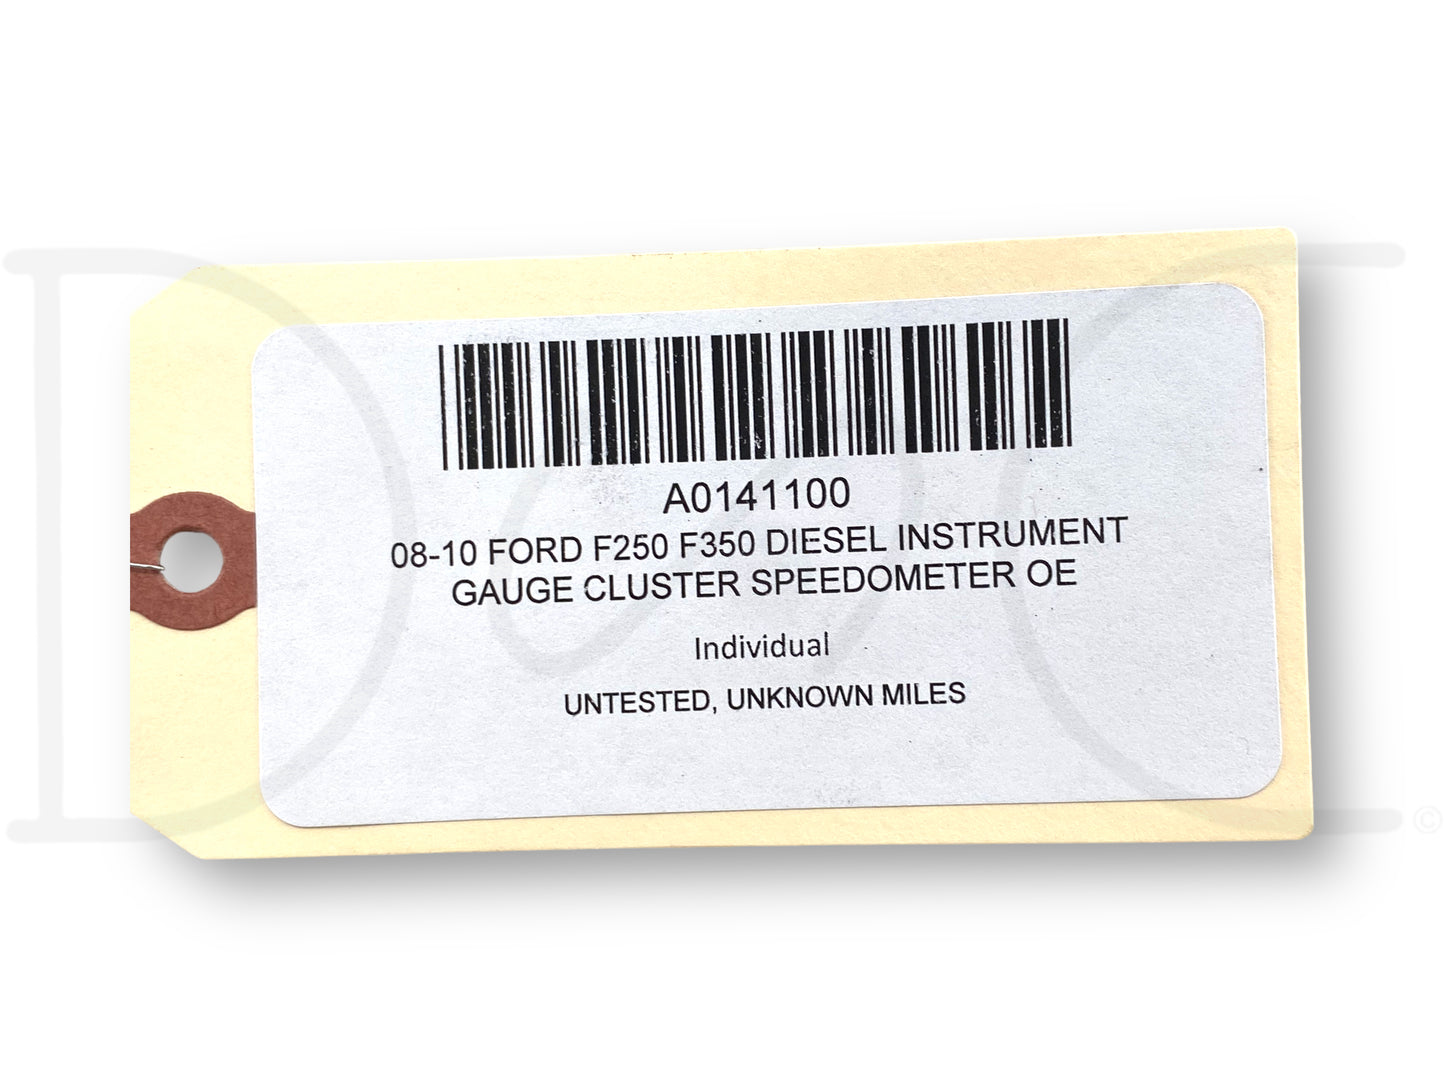 A0141100
08-10 FORD F250 F350 DIESEL INSTRUMENT
GAUGE CLUSTER SPEEDOMETER OE
Individual
UNTESTED, UNKNOWN MILES
©